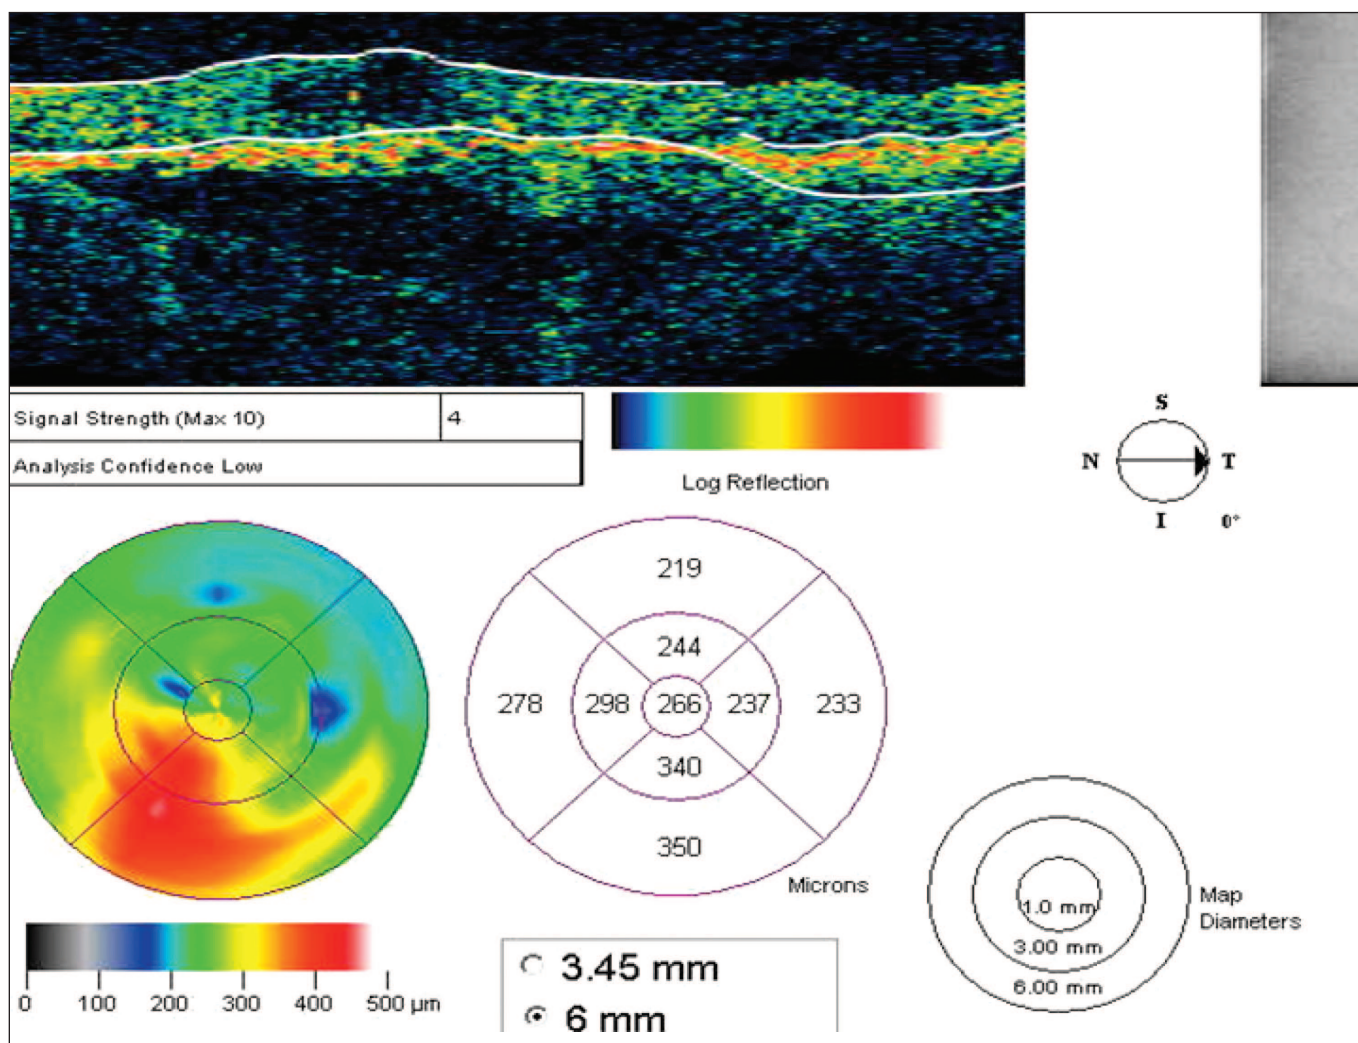 Signal Strength (Max 10) 4
Analysis Confidence Low
Log Reflection
S
N T
I 0°
219
244
278 298 266 237 233
340
350
Microns
0 100 200 300 400 500 µm
3.45 mm
6 mm
1.0 mm
3.00 mm
6.00 mm
Map
Diameters